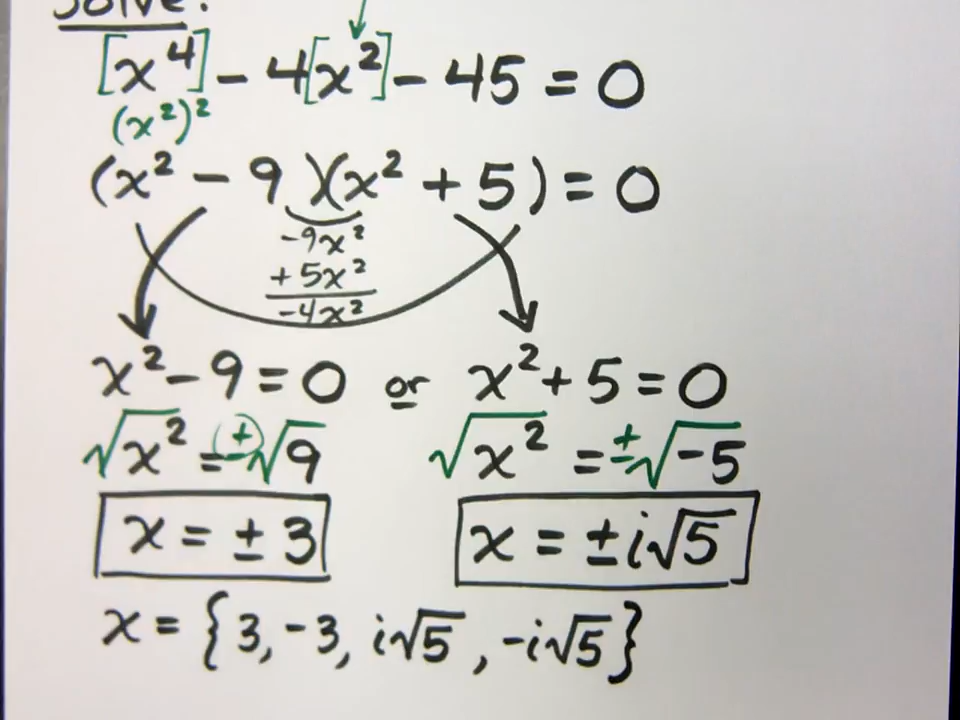 Solve:
[x⁴] - 4[x²] - 45 = 0
(x²)²
(x² - 9)(x² + 5) = 0
-9x²
+5x²
-4x²
x² - 9 = 0 or x² + 5 = 0
√x² = ±√9 √x² = ±√-5
x = ± 3 x = ±i√5
x = {3, -3, i√5, -i√5}